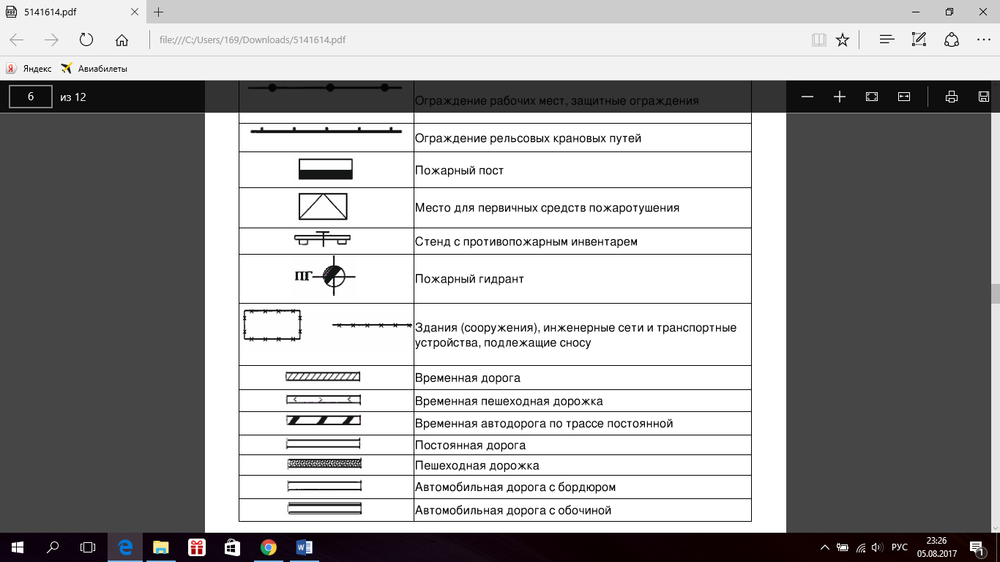 5141614.pdf
file:///C:/Users/169/Downloads/5141614.pdf
Яндекс
Авиабилеты
6 из 12
Ограждение рабочих мест, защитные ограждения
Ограждение рельсовых крановых путей
Пожарный пост
Место для первичных средств пожаротушения
Стенд с противопожарным инвентарем
ПГ
Пожарный гидрант
Здания (сооружения), инженерные сети и транспортные
устройства, подлежащие сносу
Временная дорога
Временная пешеходная дорожка
Временная автодорога по трассе постоянной
Постоянная дорога
Пешеходная дорожка
Автомобильная дорога с бордюром
Автомобильная дорога с обочиной
РУС
23:26
05.08.2017
1